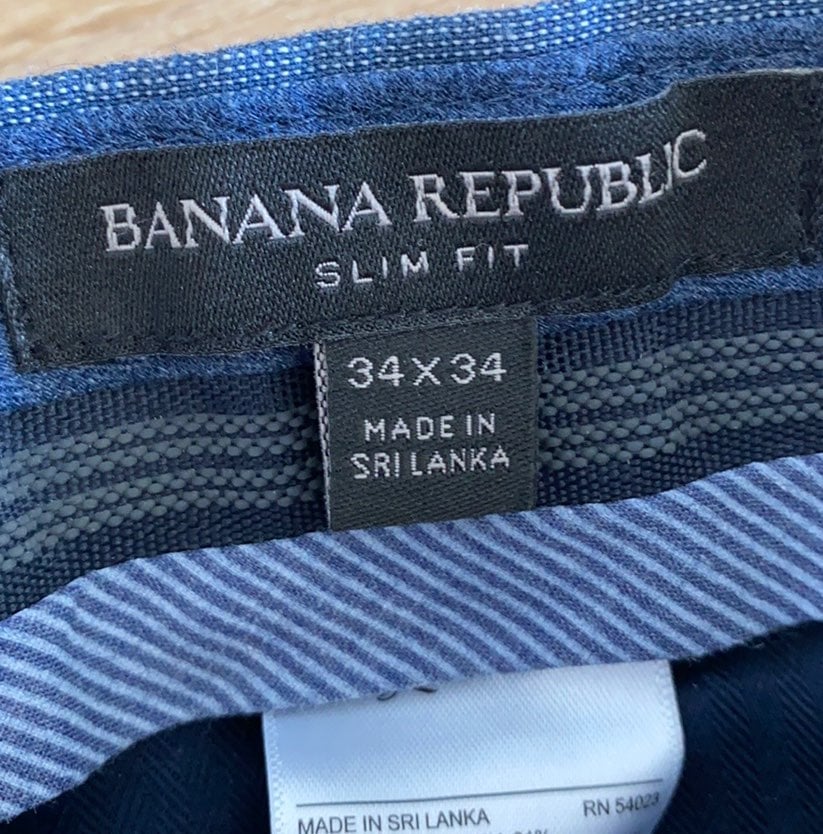 BANANA REPUBLIC
SLIM FIT
34X34
MADE IN
SRI LANKA
MADE IN SRI LANKA RN 54023